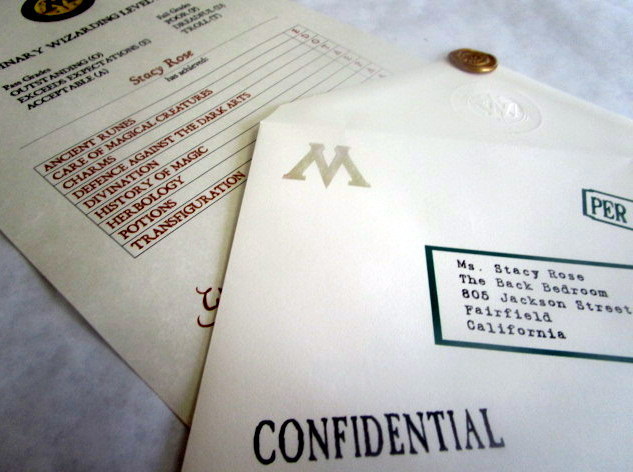 INARY WIZARDING LEVEL
Pass Grades
OUTSTANDING (O)
EXCEEDS EXPECTATIONS (E)
ACCEPTABLE (A)
Fail Grades
POOR (P)
DREADFUL (D)
TROLL (T)
Stacy Rose
has achieved:
ANCIENT RUNES
CARE OF MAGICAL CREATURES
CHARMS
DEFENCE AGAINST THE DARK ARTS
DIVINATION
HISTORY OF MAGIC
HERBOLOGY
POTIONS
TRANSFIGURATION
M
PER
Ms. Stacy Rose
The Back Bedroom
805 Jackson Street
Fairfield
California
CONFIDENTIAL